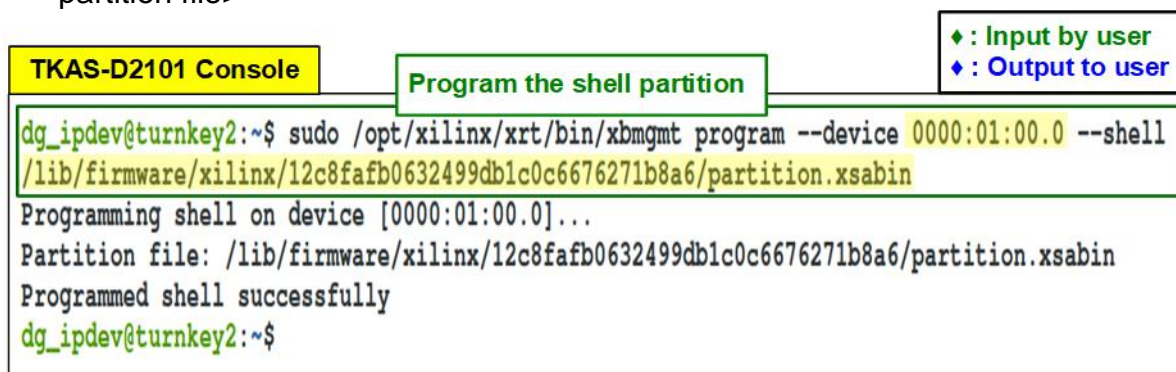 partition file>
♦ : Input by user
♦ : Output to user
TKAS-D2101 Console
Program the shell partition
dg_ipdev@turnkey2:~$ sudo /opt/xilinx/xrt/bin/xbmgmt program --device 0000:01:00.0 --shell
/lib/firmware/xilinx/12c8fafb0632499db1c0c6676271b8a6/partition.xsabin
Programming shell on device [0000:01:00.0]...
Partition file: /lib/firmware/xilinx/12c8fafb0632499db1c0c6676271b8a6/partition.xsabin
Programmed shell successfully
dg_ipdev@turnkey2:~$